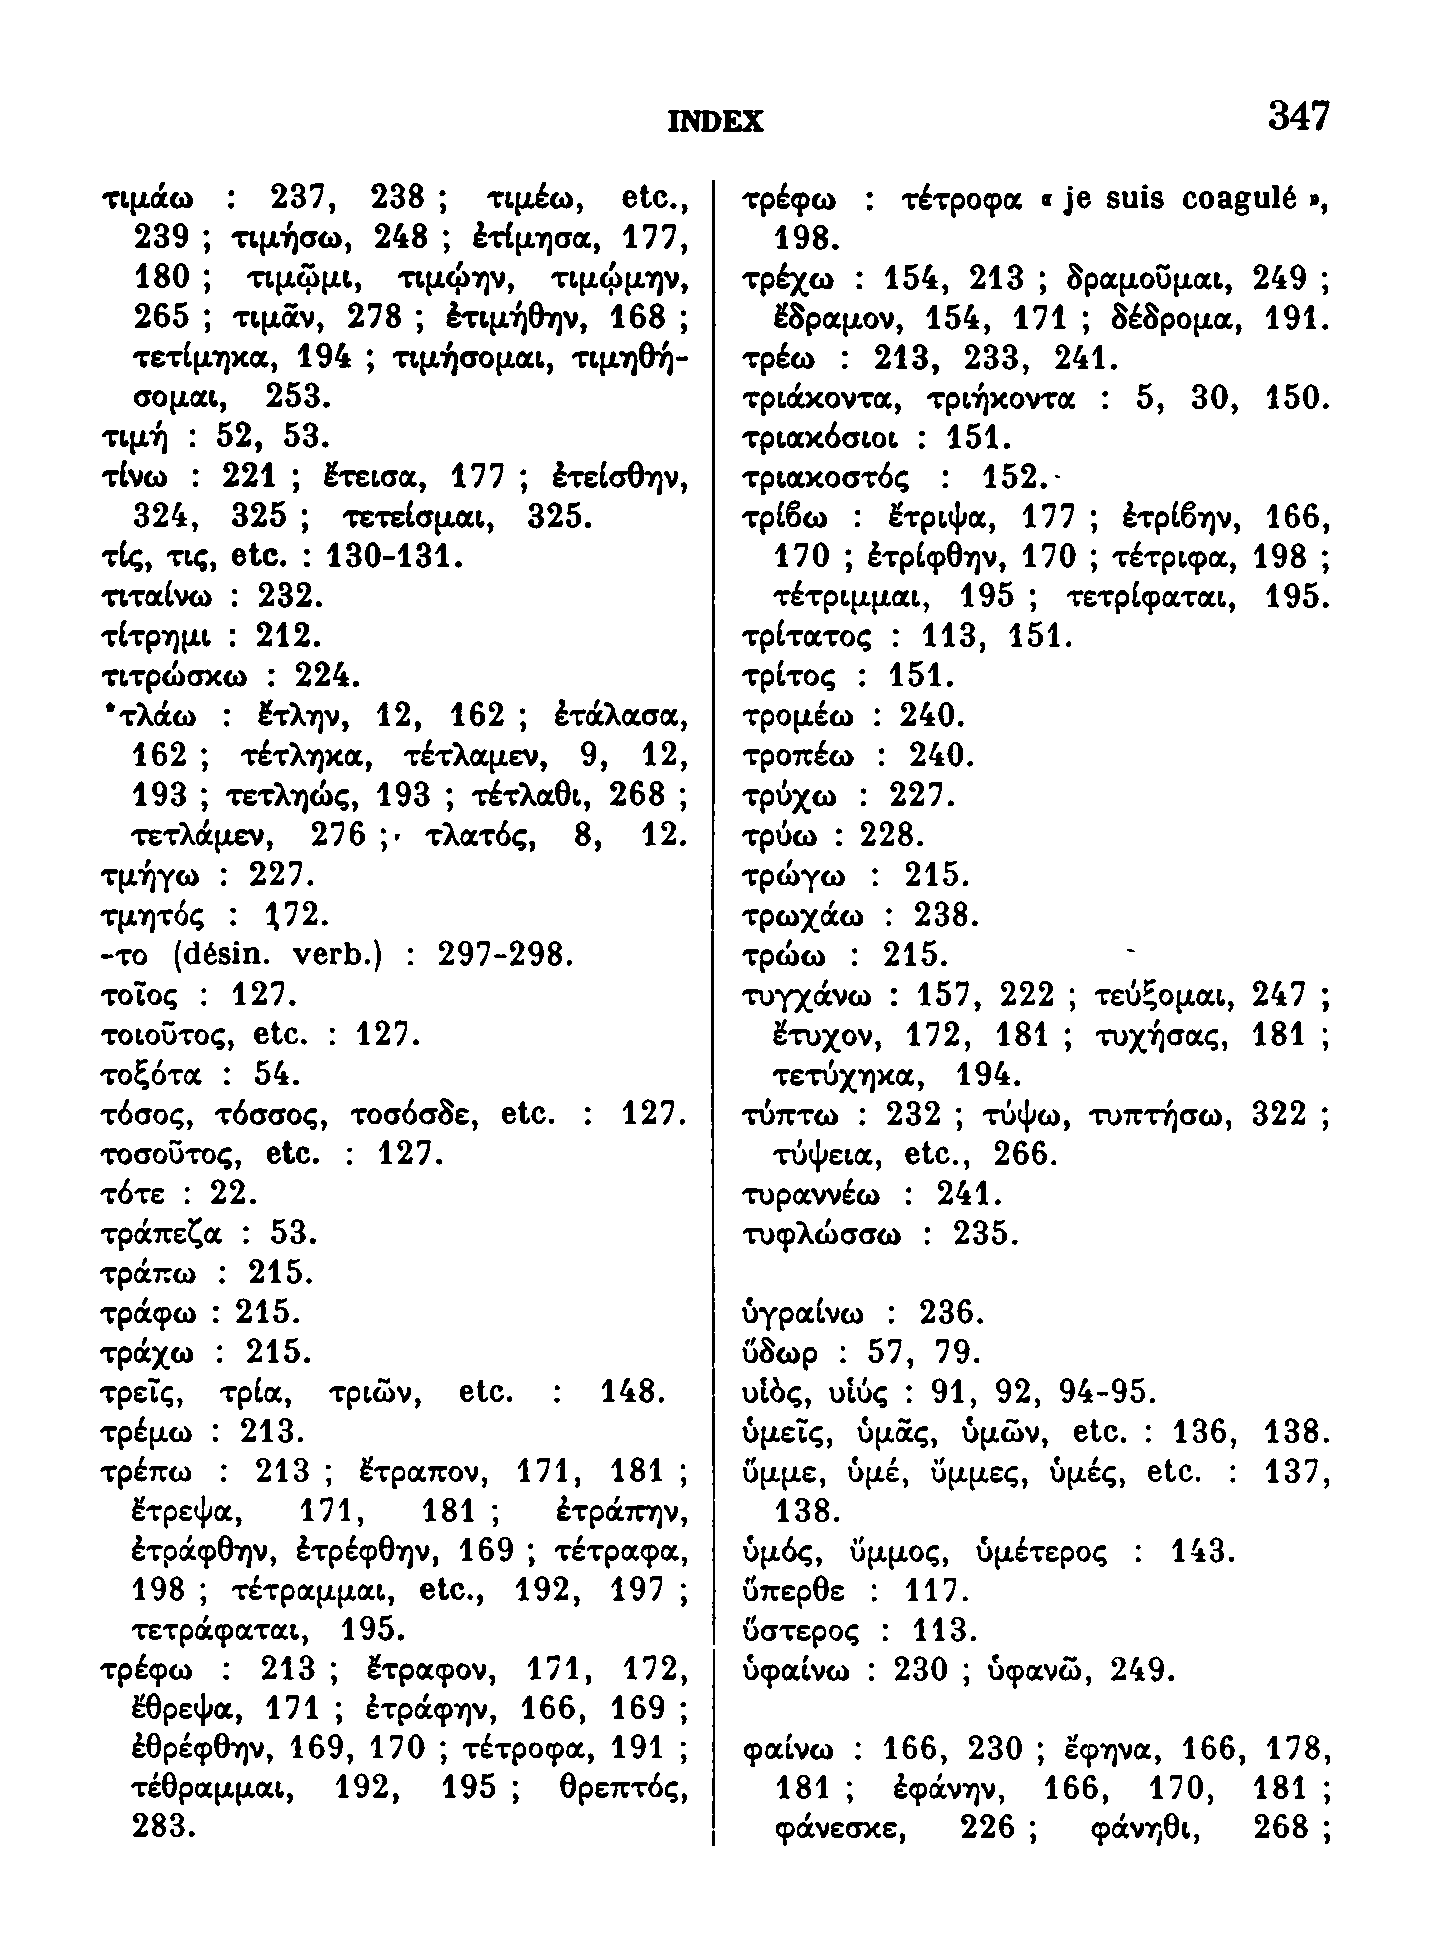 INDEX 347
τιμάω : 237, 238 ; τιμέω, etc.,
239 ; τιμήσω, 248 ; ἐτίμησα, 177,
180 ; τιμῷμι, τιμῴην, τιμῴμην,
265 ; τιμᾶν, 278 ; ἐτιμήθην, 168 ;
τετίμηκα, 194 ; τιμήσομαι, τιμηθή-
σομαι, 253.
τιμή : 52, 53.
τίνω : 221 ; ἔτεισα, 177 ; ἐτείσθην,
324, 325 ; τετείσμαι, 325.
τίς, τις, etc. : 130-131.
τιταίνω : 232.
τίτρημι : 212.
τιτρώσκω : 224.
*τλάω : ἔτλην, 12, 162 ; ἐτάλασα,
162 ; τέτληκα, τέτλαμεν, 9, 12,
193 ; τετληώς, 193 ; τέτλαθι, 268 ;
τετλάμεν, 276 ; τλατός, 8, 12.
τμήγω : 227.
τμητός : 172.
-το (désin. verb.) : 297-298.
τοῖος : 127.
τοιοῦτος, etc. : 127.
τοξότα : 54.
τόσος, τόσσος, τοσόσδε, etc. : 127.
τοσοῦτος, etc. : 127.
τότε : 22.
τράπεζα : 53.
τράπω : 215.
τράφω : 215.
τράχω : 215.
τρεῖς, τρία, τριῶν, etc. : 148.
τρέμω : 213.
τρέπω : 213 ; ἔτραπον, 171, 181 ;
ἔτρεψα, 171, 181 ; ἐτράπην,
ἐτράφθην, ἐτρέφθην, 169 ; τέτραφα,
198 ; τέτραμμαι, etc., 192, 197 ;
τετράφαται, 195.
τρέφω : 213 ; ἔτραφον, 171, 172,
ἔθρεψα, 171 ; ἐτράφην, 166, 169 ;
ἐθρέφθην, 169, 170 ; τέτροφα, 191 ;
τέθραμμαι, 192, 195 ; θρεπτός,
283.
τρέφω : τέτροφα « je suis coagulé »,
198.
τρέχω : 154, 213 ; δραμοῦμαι, 249 ;
ἔδραμον, 154, 171 ; δέδρομα, 191.
τρέω : 213, 233, 241.
τριάκοντα, τριήκοντα : 5, 30, 150.
τριακόσιοι : 151.
τριακοστός : 152.
τρίϐω : ἔτριψα, 177 ; ἐτρίϐην, 166,
170 ; ἐτρίφθην, 170 ; τέτριφα, 198 ;
τέτριμμαι, 195 ; τετρίφαται, 195.
τρίτατος : 113, 151.
τρίτος : 151.
τρομέω : 240.
τροπέω : 240.
τρύχω : 227.
τρύω : 228.
τρώγω : 215.
τρωχάω : 238.
τρώω : 215.
τυγχάνω : 157, 222 ; τεύξομαι, 247 ;
ἔτυχον, 172, 181 ; τυχήσας, 181 ;
τετύχηκα, 194.
τύπτω : 232 ; τύψω, τυπτήσω, 322 ;
τύψεια, etc., 266.
τυραννέω : 241.
τυφλώσσω : 235.
ὑγραίνω : 236.
ὕδωρ : 57, 79.
υἱὸς, υἱύς : 91, 92, 94-95.
ὑμεῖς, ὑμᾶς, ὑμῶν, etc. : 136, 138.
ὔμμε, ὑμέ, ὔμμες, ὑμές, etc. : 137,
138.
ὑμός, ὔμμος, ὑμέτερος : 143.
ὕπερθε : 117.
ὕστερος : 113.
ὑφαίνω : 230 ; ὑφανῶ, 249.
φαίνω : 166, 230 ; ἔφηνα, 166, 178,
181 ; ἐφάνην, 166, 170, 181 ;
φάνεσκε, 226 ; φάνηθι, 268 ;